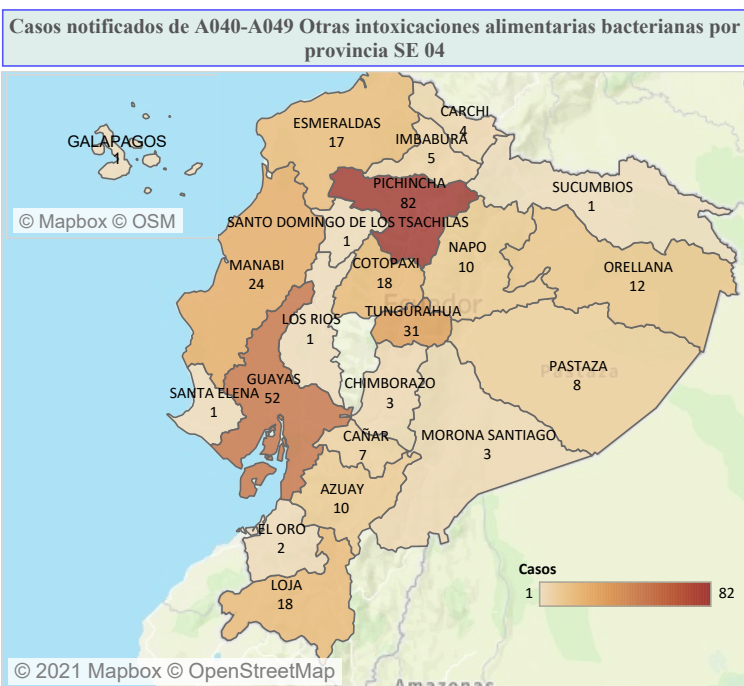 Casos notificados de A040-A049 Otras intoxicaciones alimentarias bacterianas por
provincia SE 04
CARCHI
4
ESMERALDAS
17
IMBABURA
5
GALAPAGOS
1
PICHINCHA
82
SUCUMBIOS
1
© Mapbox © OSM
SANTO DOMINGO DE LOS TSACHILAS
1
NAPO
10
MANABI
24
COTOPAXI
18
ORELLANA
12
Ecuador
TUNGURAHUA
31
LOS RIOS
1
PASTAZA
Pastaza
8
GUAYAS
52
CHIMBORAZO
3
SANTA ELENA
1
CAÑAR
7
MORONA SANTIAGO
3
AZUAY
10
EL ORO
2
LOJA
18
Casos
1 82
© 2021 Mapbox © OpenStreetMap
Amazonas